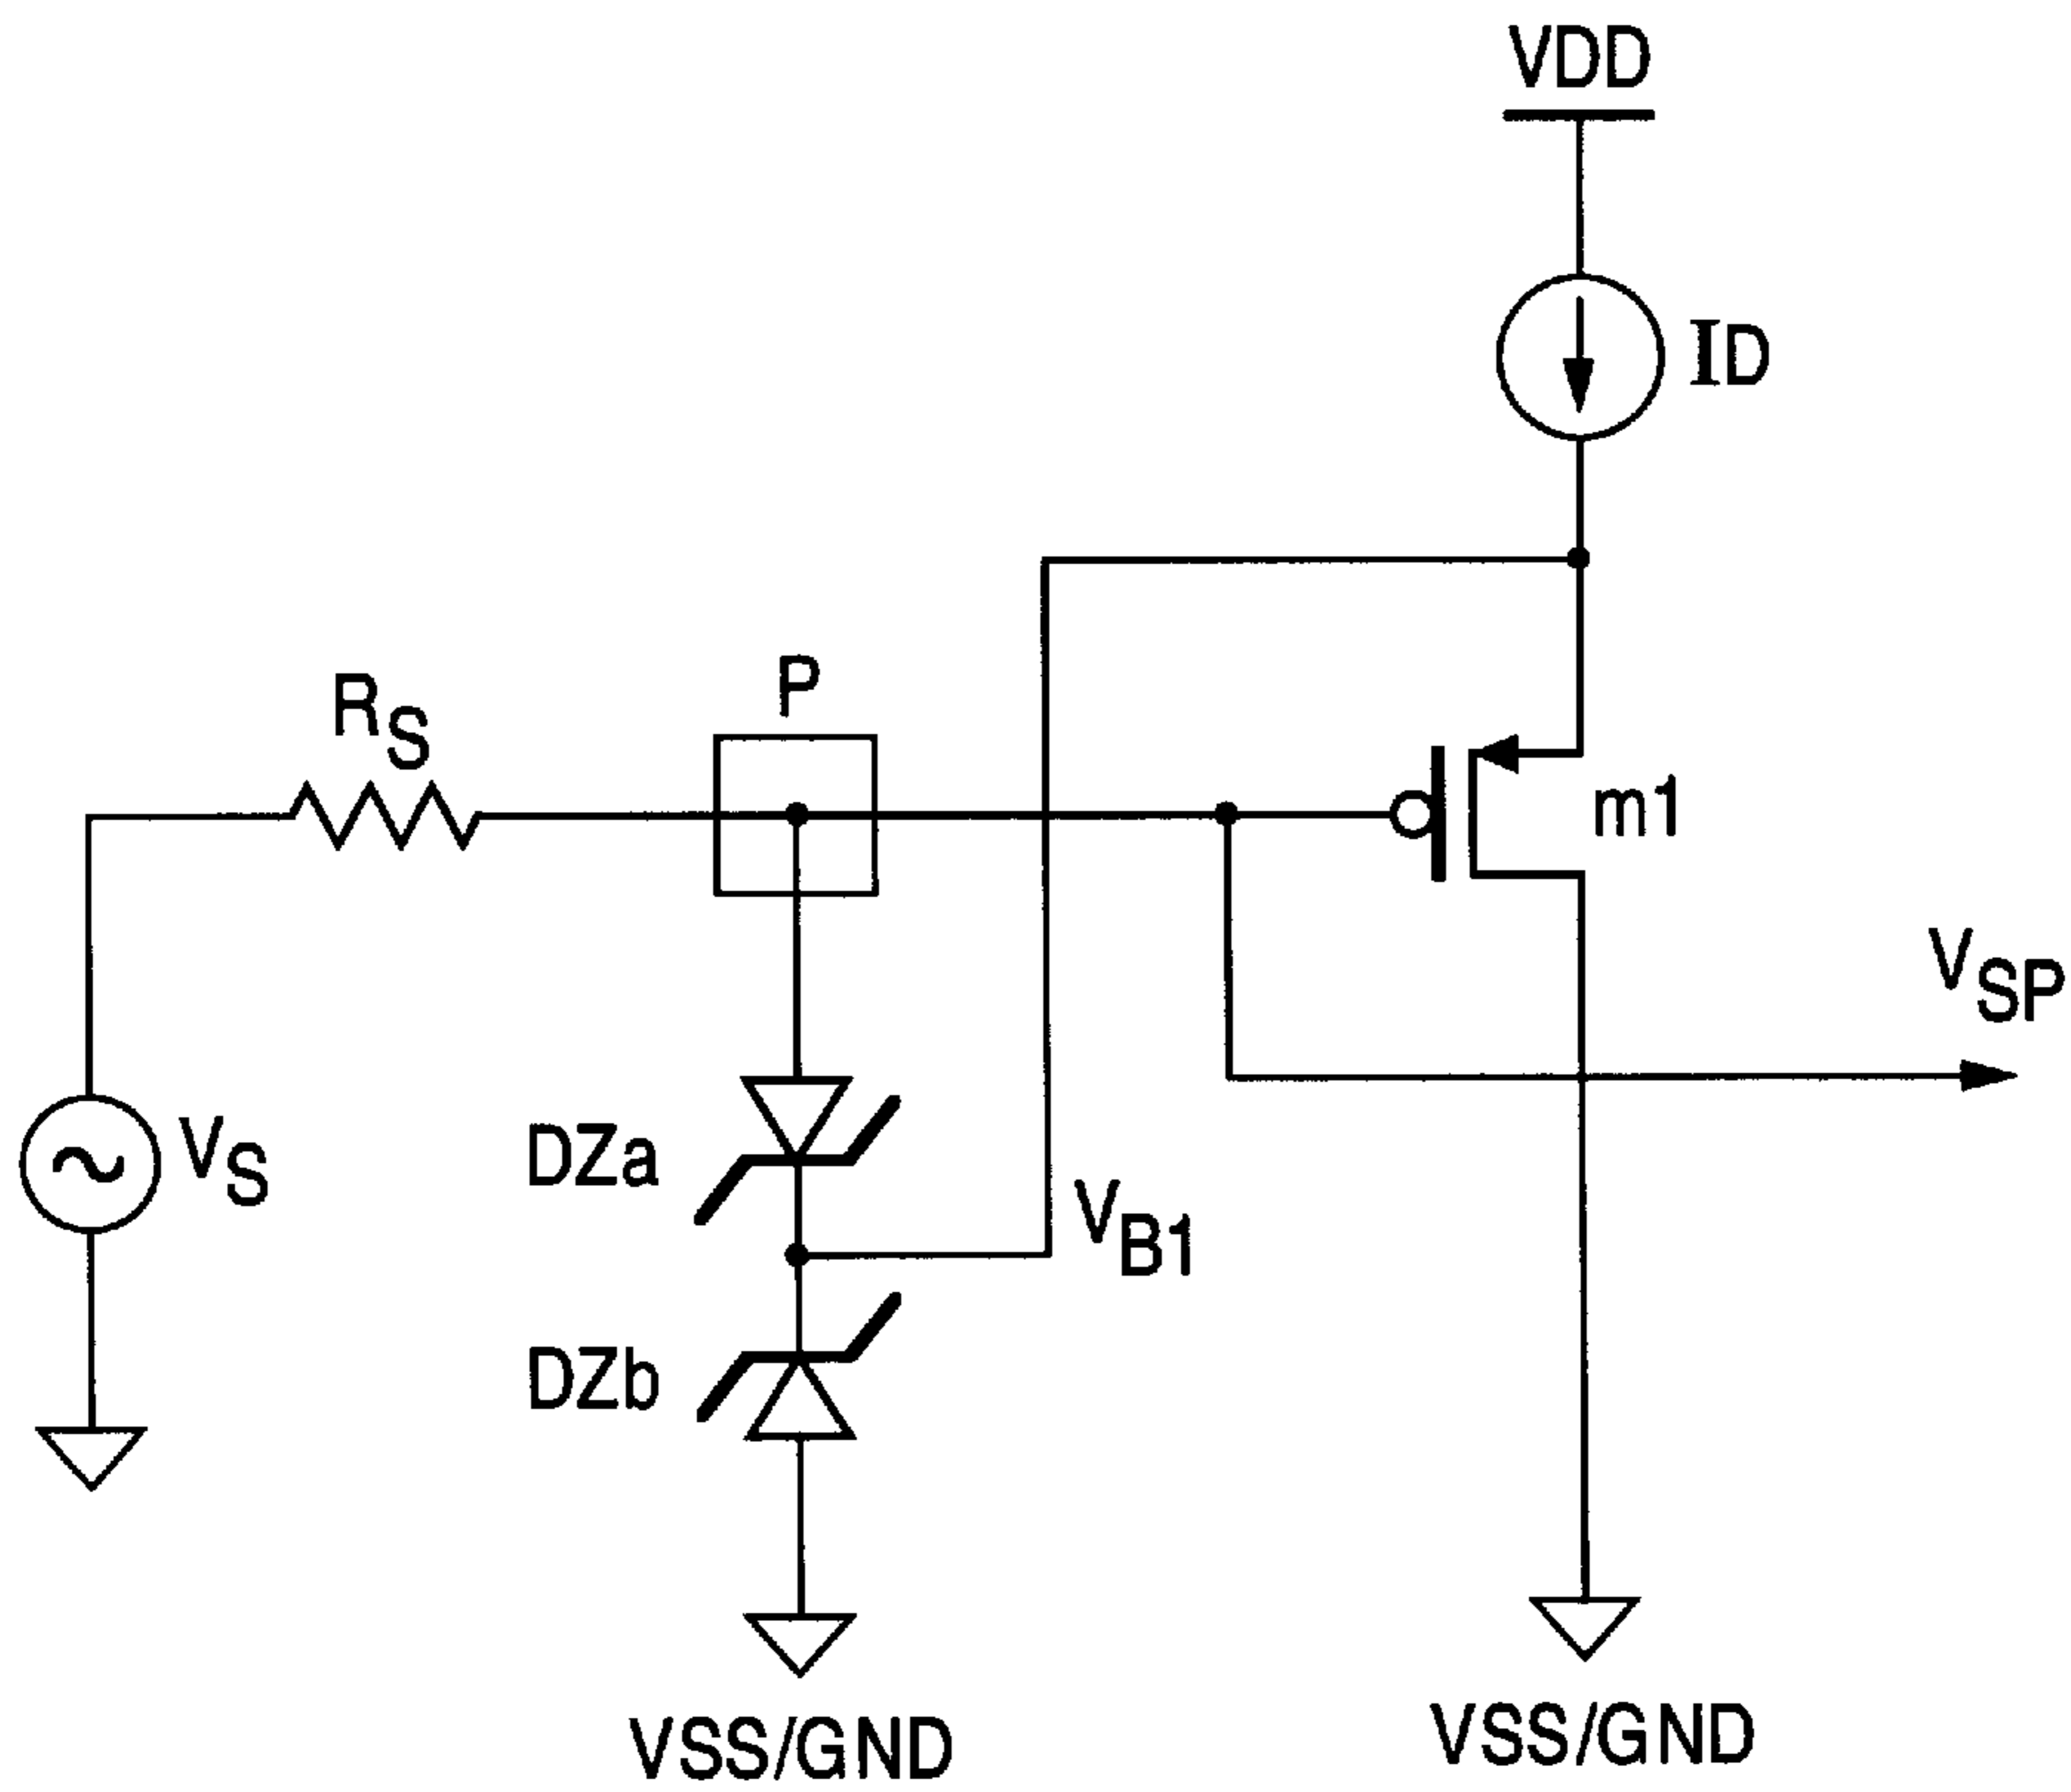 VDD
ID
P
RS
m1
VSP
VS
DZa
VB1
DZb
VSS/GND
VSS/GND